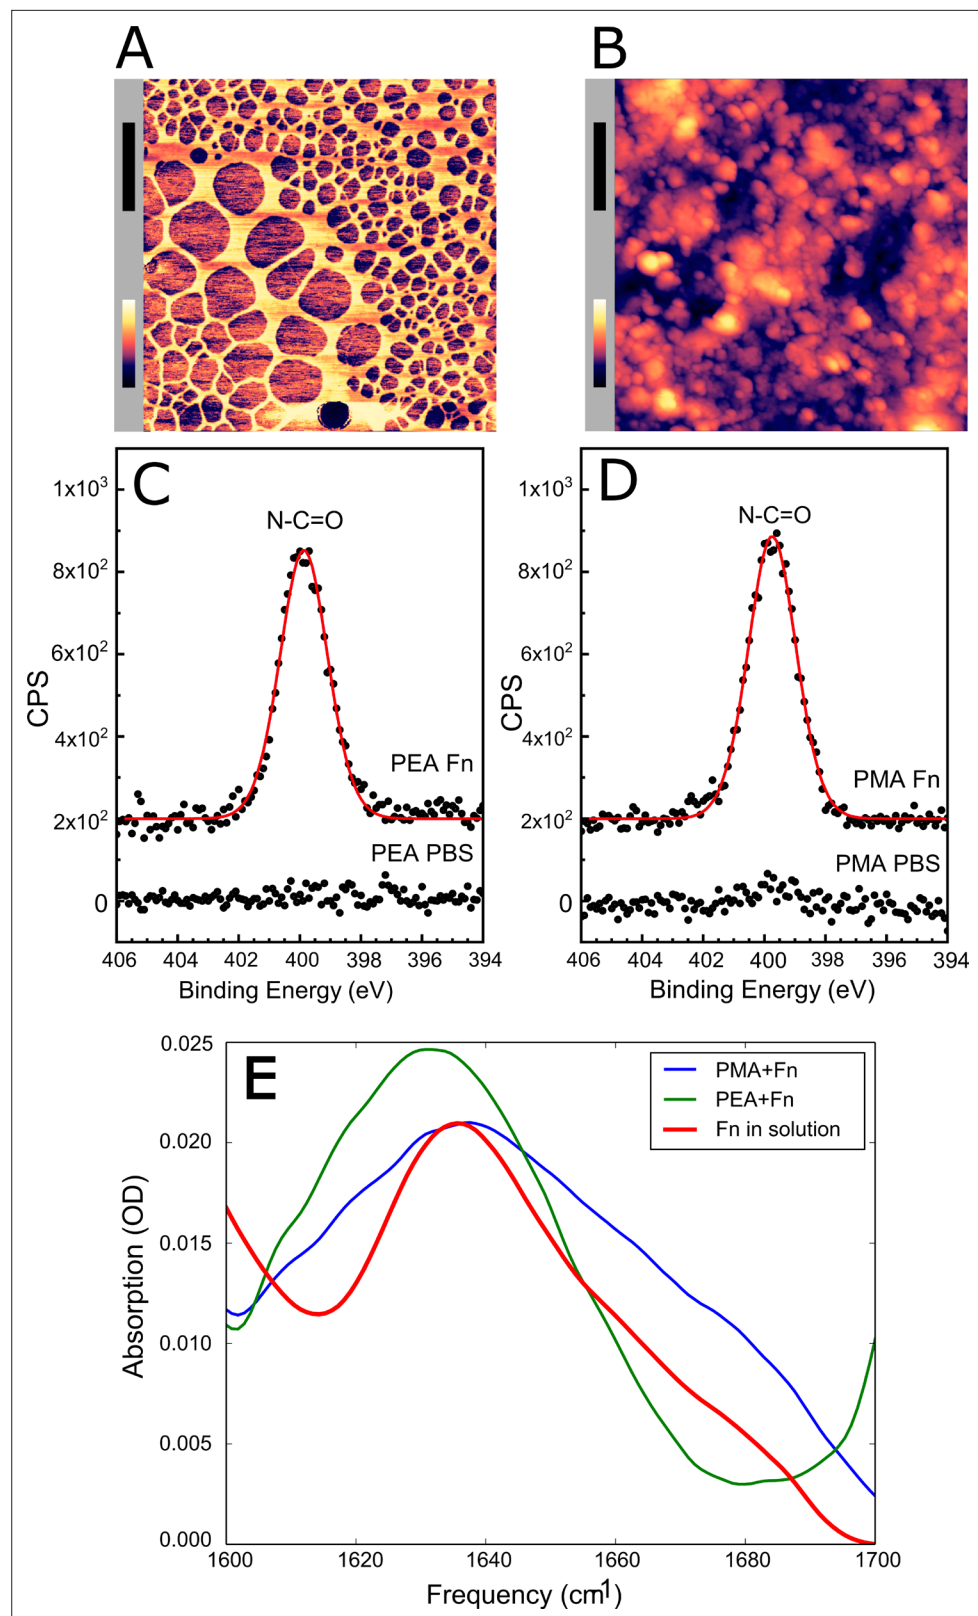 A
B
C
N-C=O
1x10³
8x10²
6x10²
4x10²
2x10²
0
CPS
PEA Fn
PEA PBS
406 404 402 400 398 396 394
Binding Energy (eV)
D
N-C=O
1x10³
8x10²
6x10²
4x10²
2x10²
0
CPS
PMA Fn
PMA PBS
406 404 402 400 398 396 394
Binding Energy (eV)
E
PMA+Fn
PEA+Fn
Fn in solution
0.025
0.020
0.015
0.010
0.005
0.000
Absorption (OD)
1600 1620 1640 1660 1680 1700
Frequency (cm⁻¹)